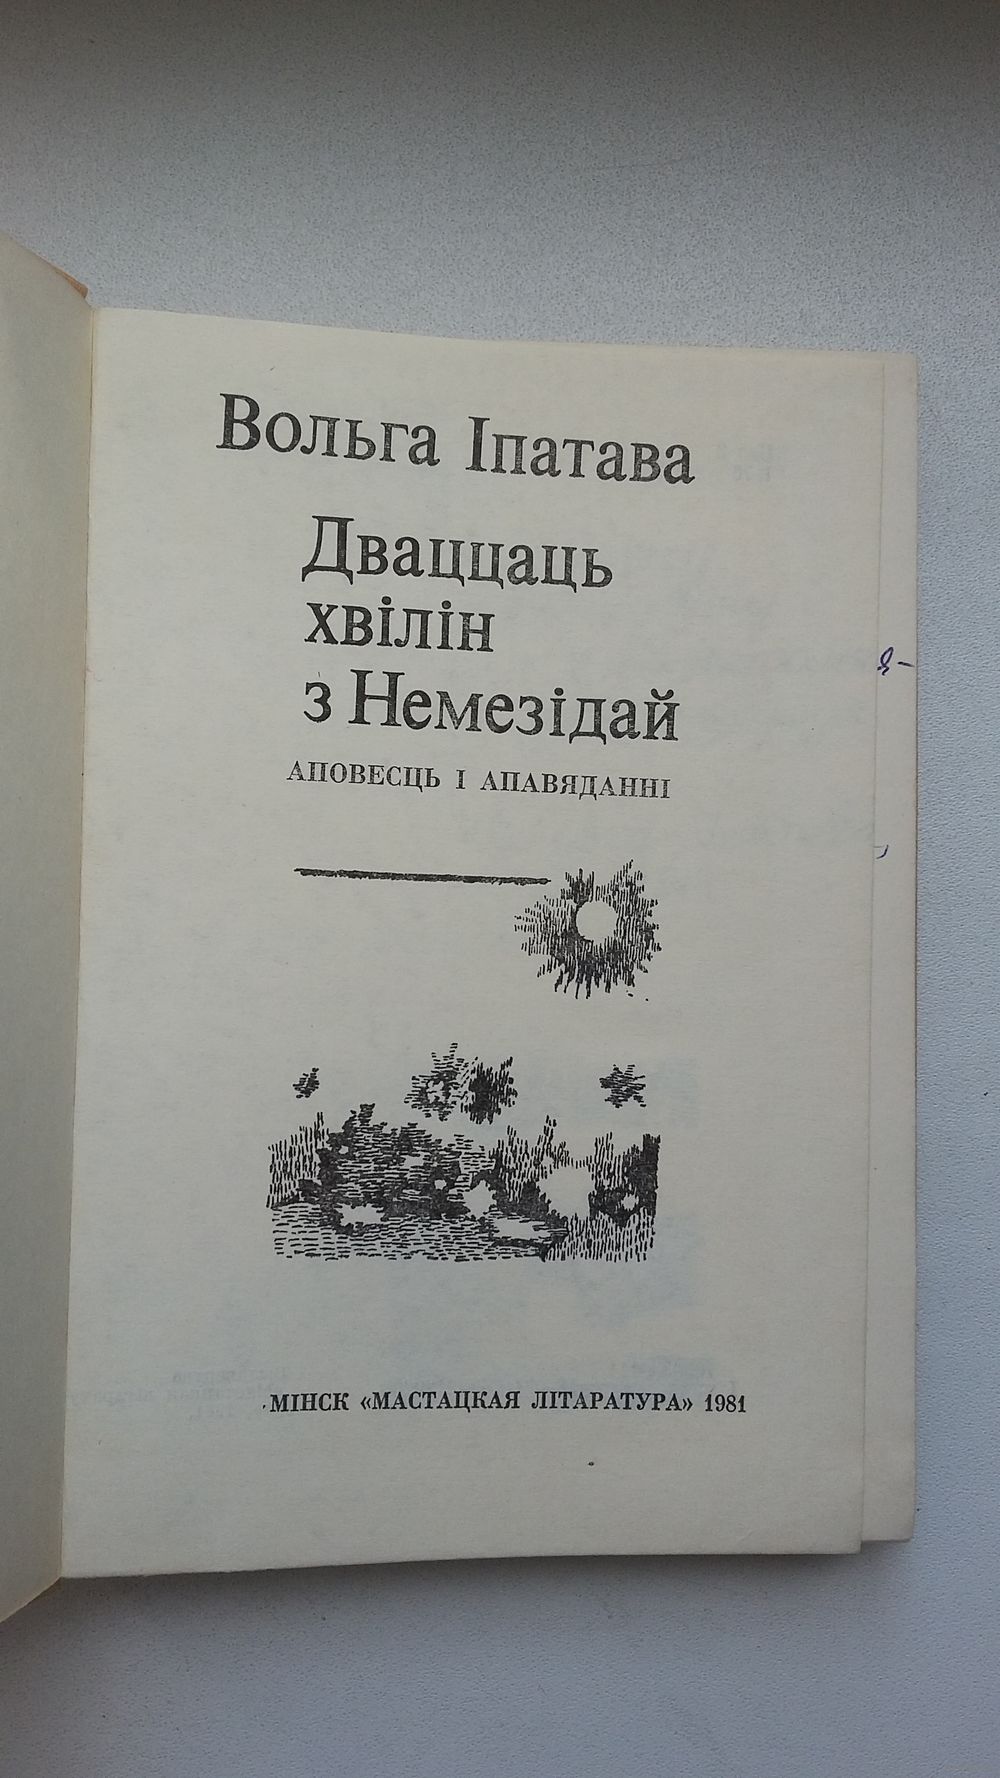 Вольга Іпатава
Дваццаць
хвілін
з Немезідай
АПОВЕСЦЬ І АПАВЯДАННІ
МІНСК «МАСТАЦКАЯ ЛІТАРАТУРА» 1981